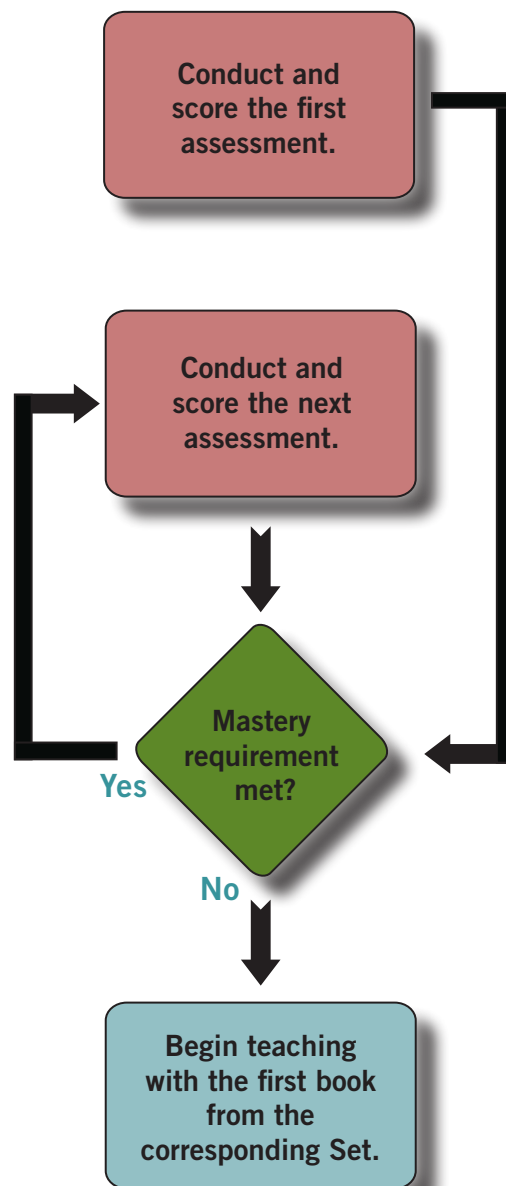 Conduct and
score the first
assessment.
Conduct and
score the next
assessment.
Mastery
requirement
met?
Yes
No
Begin teaching
with the first book
from the
corresponding Set.